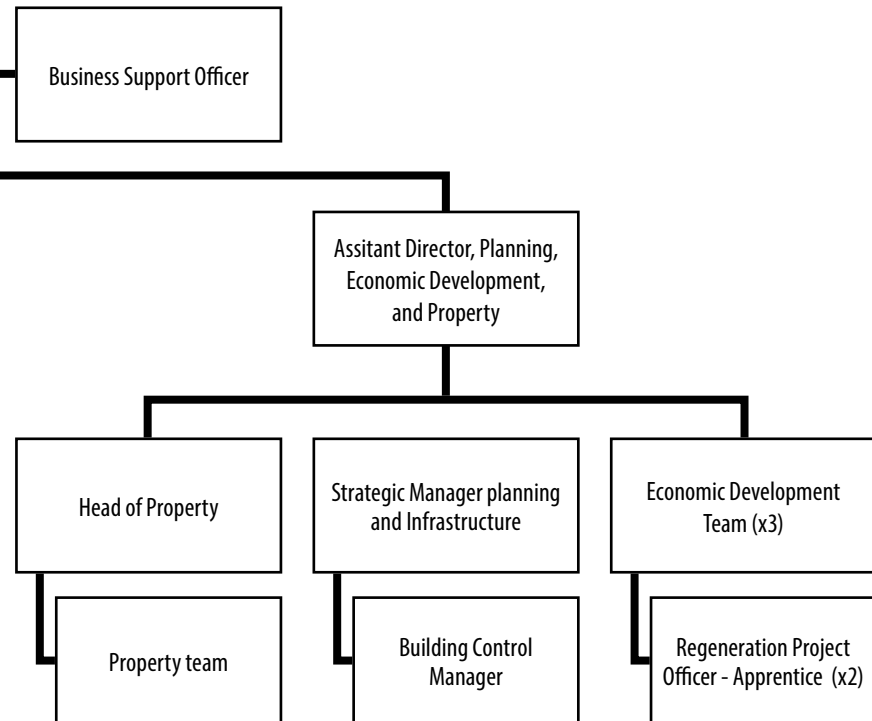 Business Support Officer
Assitant Director, Planning,
Economic Development,
and Property
Head of Property
Strategic Manager planning
and Infrastructure
Economic Development
Team (x3)
Property team
Building Control
Manager
Regeneration Project
Officer - Apprentice (x2)